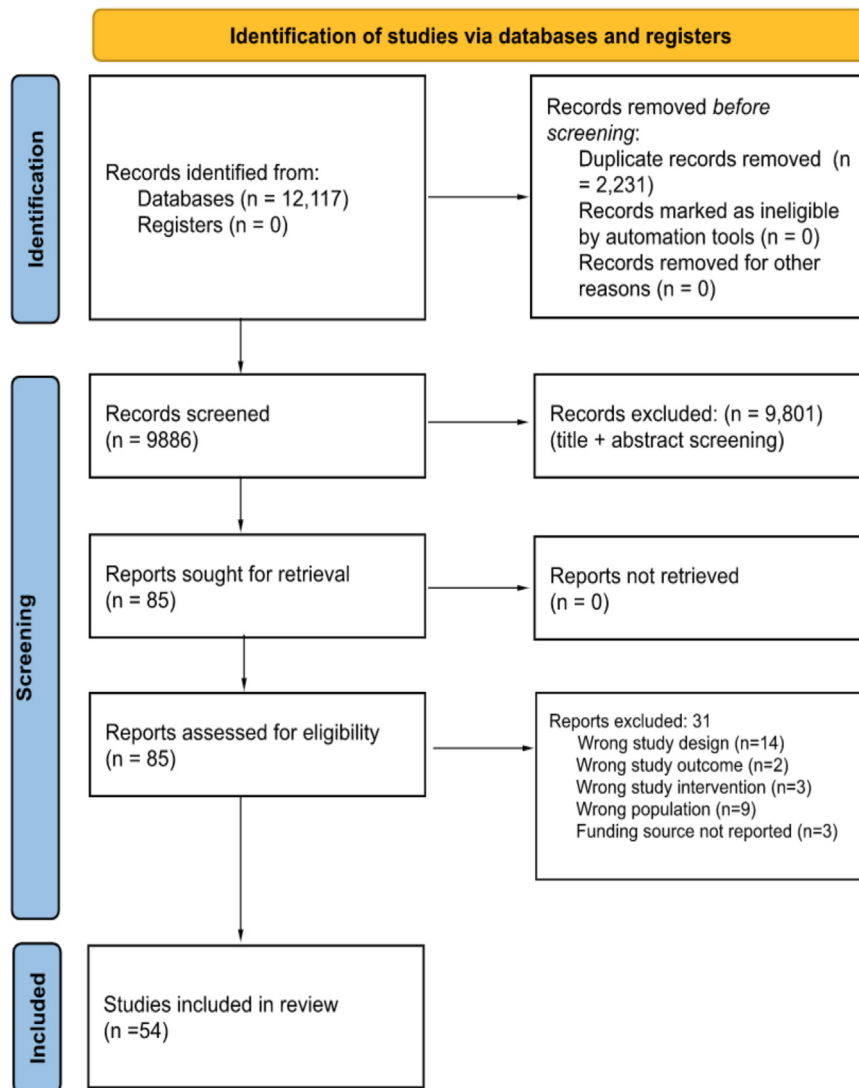 Identification of studies via databases and registers
Identification
Records identified from:
Databases (n = 12,117)
Registers (n = 0)
Records removed before
screening:
Duplicate records removed (n
= 2,231)
Records marked as ineligible
by automation tools (n = 0)
Records removed for other
reasons (n = 0)
Screening
Records screened
(n = 9886)
Records excluded: (n = 9,801)
(title + abstract screening)
Reports sought for retrieval
(n = 85)
Reports not retrieved
(n = 0)
Reports assessed for eligibility
(n = 85)
Reports excluded: 31
Wrong study design (n=14)
Wrong study outcome (n=2)
Wrong study intervention (n=3)
Wrong population (n=9)
Funding source not reported (n=3)
Included
Studies included in review
(n =54)